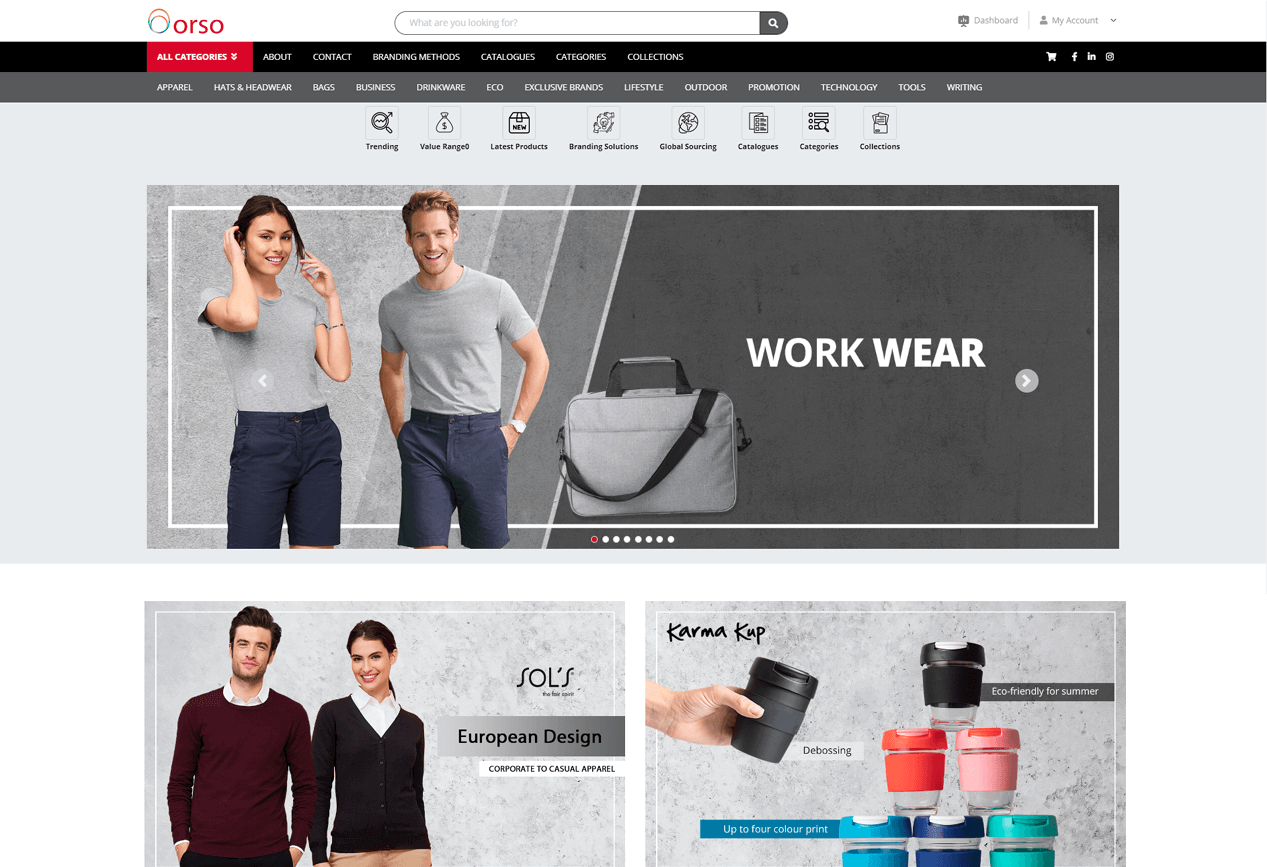 orso
What are you looking for?
Dashboard
My Account
ALL CATEGORIES
ABOUT
CONTACT
BRANDING METHODS
CATALOGUES
CATEGORIES
COLLECTIONS
APPAREL
HATS & HEADWEAR
BAGS
BUSINESS
DRINKWARE
ECO
EXCLUSIVE BRANDS
LIFESTYLE
OUTDOOR
PROMOTION
TECHNOLOGY
TOOLS
WRITING
NEW
Trending
Value Range0
Latest Products
Branding Solutions
Global Sourcing
Catalogues
Categories
Collections
WORK WEAR
SOL'S
the fair spirit
European Design
CORPORATE TO CASUAL APPAREL
Karma Kup
Eco-friendly for summer
Debossing
Up to four colour print